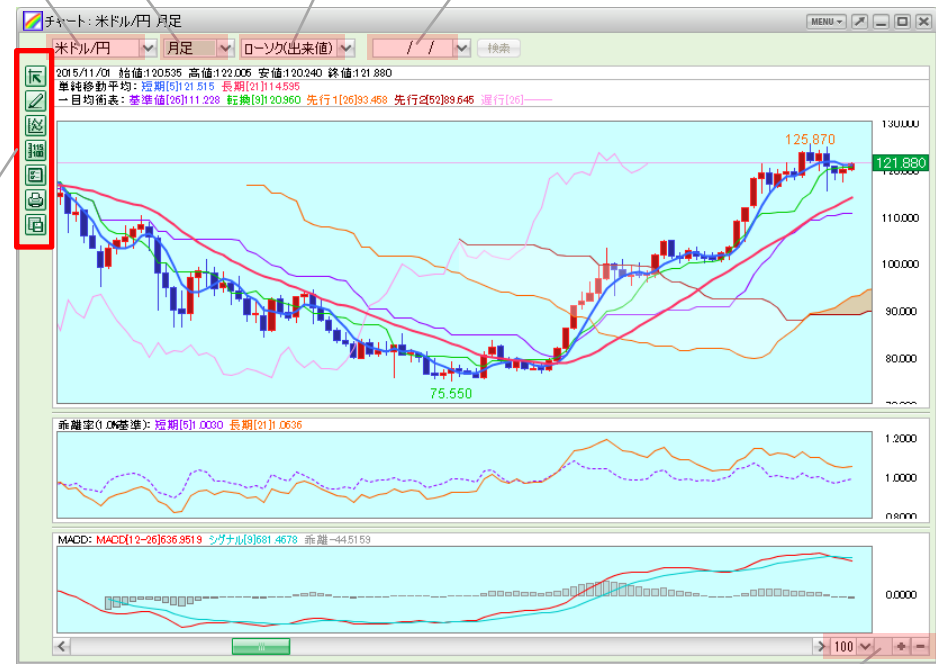 チャート：米ドル/円 月足
MENU
米ドル/円 月足 ローソク(出来値) / / 検索
2015/11/01 始値:120.535 高値:122.005 安値:120.240 終値:121.880
単純移動平均: 短期[5]121.515 長期[21]114.595
一目均衡表: 基準値[26]111.228 転換[9]120.960 先行1[26]93.458 先行2[52]89.645 遅行[26]-----
130.000
125.870
121.880
120.000
110.000
100.000
90.000
80.000
75.550
乖離率(1.0%基準): 短期[5]1.0030 長期[21]1.0636
1.2000
1.0000
0.8000
MACD: MACD[12-26]636.9519 シグナル[9]681.4678 乖離-44.5159
0.0000
100